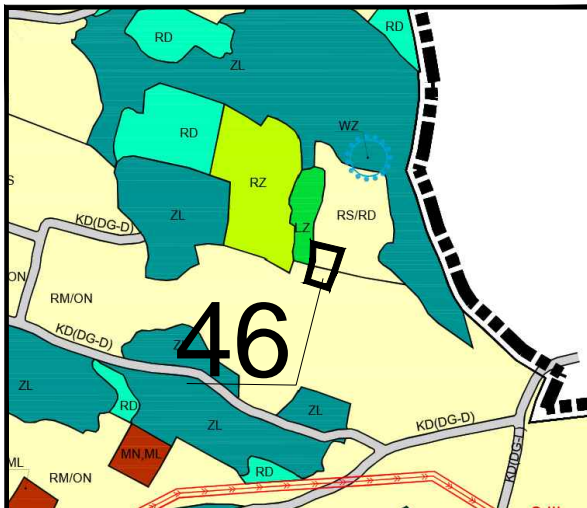 RD
RD
ZL
WZ
RD
RZ
S
ZL
LZ
RS/RD
KD(DG-D)
ON
RM/ON
46
KD(DG-D)
ZL
ZL
RD
ZL
ZL
KD(DG-D)
MN,ML
ML
RM/ON
RD